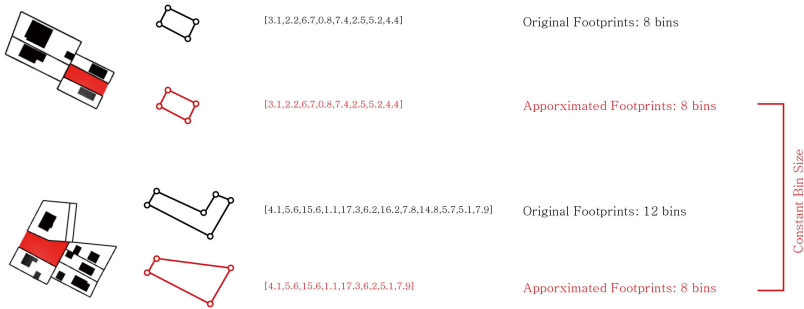 [3.1,2.2,6.7,0.8,7.4,2.5,5.2,4.4]
Original Footprints: 8 bins
[3.1,2.2,6.7,0.8,7.4,2.5,5.2,4.4]
Apporximated Footprints: 8 bins
Constant Bin Size
[4.1,5.6,15.6,1.1,17.3,6.2,16.2,7.8,14.8,5.7,5.1,7.9]
Original Footprints: 12 bins
[4.1,5.6,15.6,1.1,17.3,6.2,5.1,7.9]
Apporximated Footprints: 8 bins